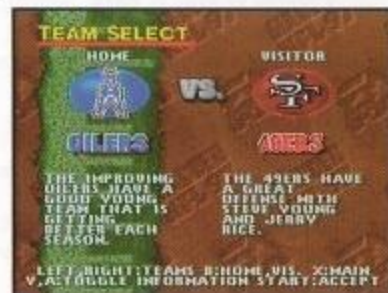 TEAM SELECT
HOME
VISITOR
VS.
SF
OILERS
49ERS
THE IMPROVING
OILERS HAVE A
GOOD YOUNG
TEAM THAT IS
GETTING
BETTER EACH
SEASON.
THE 49ERS HAVE
A GREAT
OFFENSE WITH
STEVE YOUNG
AND JERRY
RICE.
LEFT/RIGHT:TEAMS B:HOME,VIS. X:MAIN
Y,A:TOGGLE INFORMATION START:ACCEPT